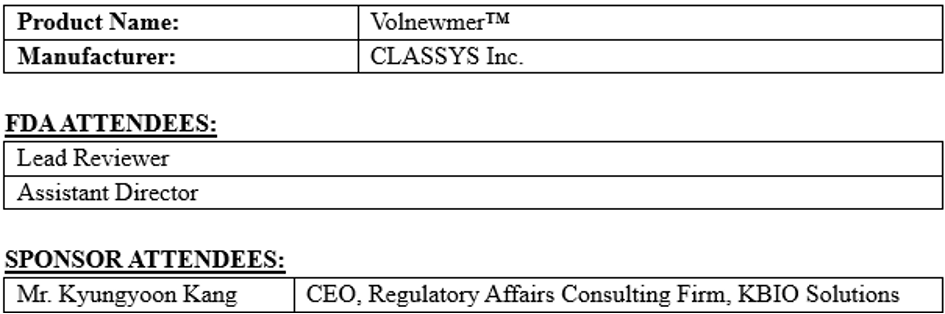 Product Name: Volnewmer™
Manufacturer: CLASSYS Inc.
FDA ATTENDEES:
Lead Reviewer
Assistant Director
SPONSOR ATTENDEES:
Mr. Kyungyoon Kang CEO, Regulatory Affairs Consulting Firm, KBIO Solutions